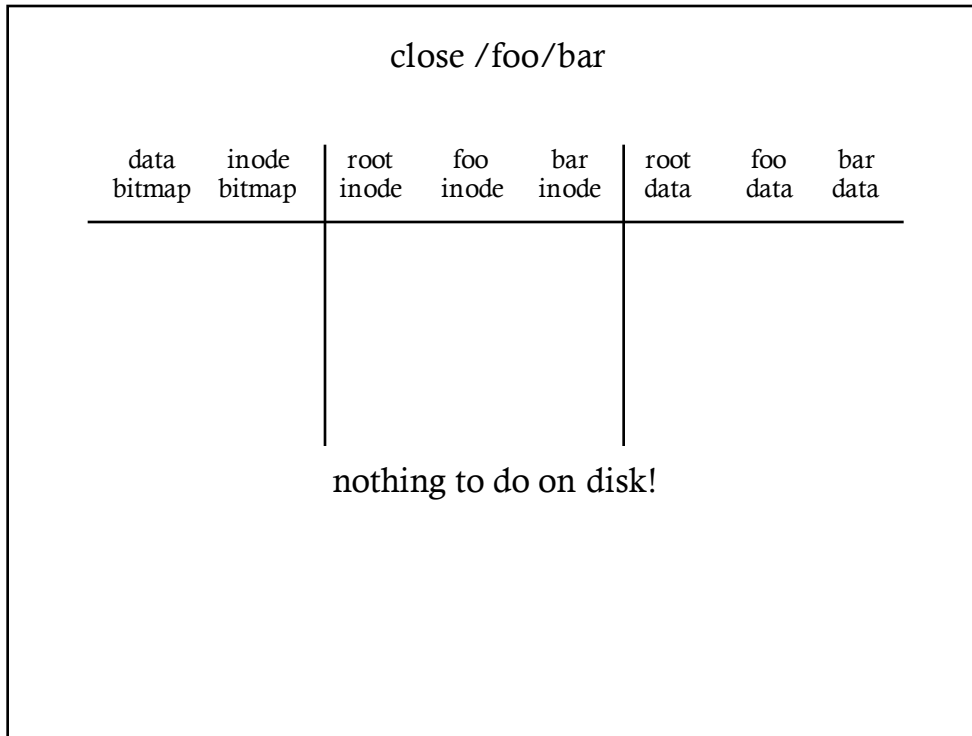 close /foo/bar
data inode root foo bar root foo bar
bitmap bitmap inode inode inode data data data
nothing to do on disk!